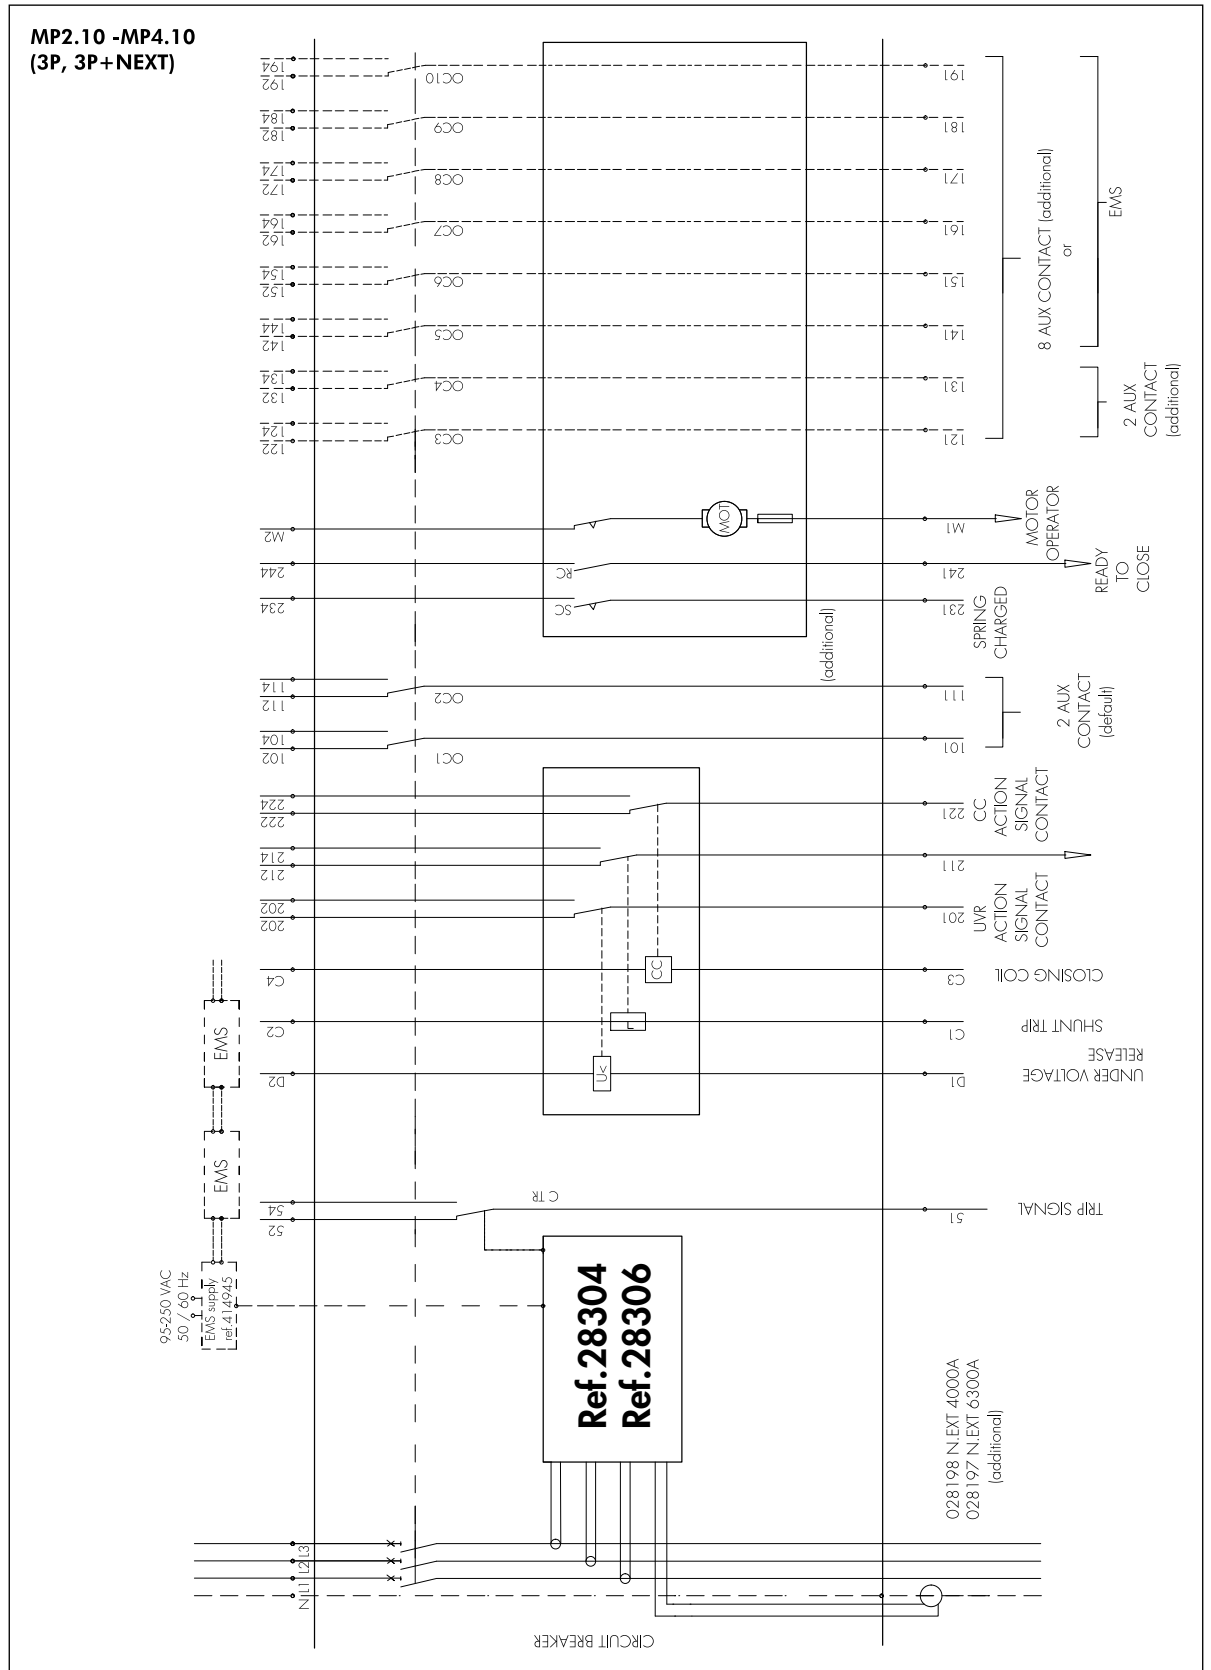 MP2.10 -MP4.10
(3P, 3P+NEXT)
194
192
OC10
191
184
182
OC9
181
174
172
OC8
171
164
162
OC7
161
154
152
OC6
151
144
142
OC5
141
134
132
OC4
131
124
122
OC3
121
8 AUX CONTACT (additional)
or
EMS
2 AUX
CONTACT
(additional)
M2
MOT
M1
MOTOR
OPERATOR
244
RC
241
READY
TO
CLOSE
234
SC
231
SPRING
CHARGED
(additional)
114
112
OC2
111
104
102
OC1
101
2 AUX
CONTACT
(default)
224
222
221
CC
ACTION
SIGNAL
CONTACT
214
212
211
202
202
201
UVR
ACTION
SIGNAL
CONTACT
C4
CC
C3
CLOSING COIL
C2
L
C1
SHUNT TRIP
D2
U<
D1
UNDER VOLTAGE
RELEASE
EMS
EMS
54
52
C TR
51
TRIP SIGNAL
95-250 VAC
50 / 60 Hz
EMS supply
ref.414945
Ref.28304
Ref.28306
028198 N.EXT 4000A
028197 N.EXT 6300A
(additional)
L3
L2
L1
N
CIRCUIT BREAKER